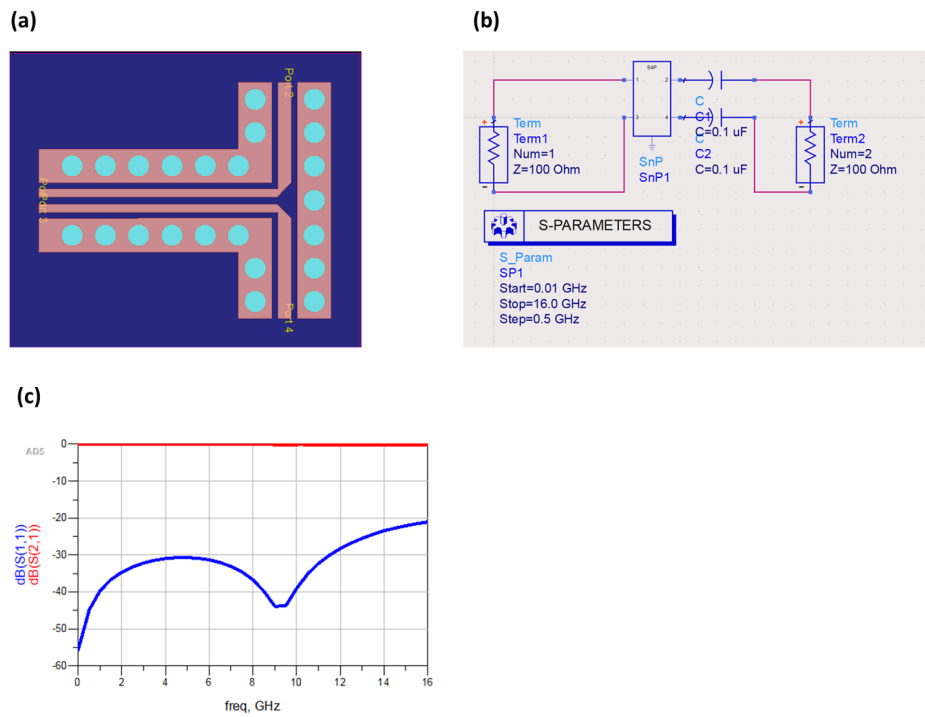 (a)
(b)
Port 2
Port 3
Port 4
S4P
1
2
3
4
Term
Term1
Num=1
Z=100 Ohm
SnP
SnP1
C
C1
C=0.1 uF
C
C2
C=0.1 uF
Term
Term2
Num=2
Z=100 Ohm
S-PARAMETERS
S_Param
SP1
Start=0.01 GHz
Stop=16.0 GHz
Step=0.5 GHz
(c)
ADS
0
-10
-20
-30
-40
-50
-60
dB(S(1,1))
dB(S(2,1))
0 2 4 6 8 10 12 14 16
freq, GHz